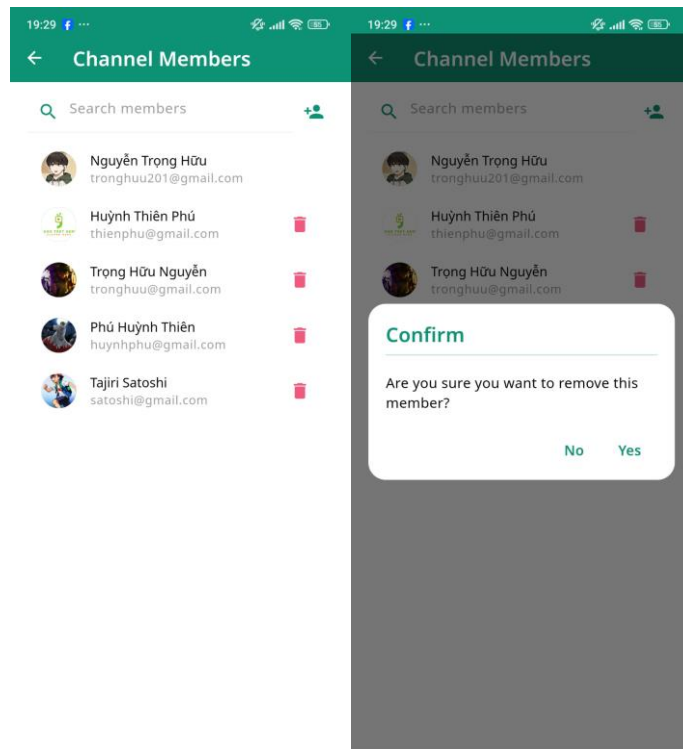 19:29
Channel Members
Search members
Nguyễn Trọng Hữu
tronghuu201@gmail.com
Huỳnh Thiên Phú
thienphu@gmail.com
Trọng Hữu Nguyễn
tronghuu@gmail.com
Phú Huỳnh Thiên
huynhphu@gmail.com
Tajiri Satoshi
satoshi@gmail.com
19:29
Channel Members
Search members
Nguyễn Trọng Hữu
tronghuu201@gmail.com
Huỳnh Thiên Phú
thienphu@gmail.com
Trọng Hữu Nguyễn
tronghuu@gmail.com
Confirm
Are you sure you want to remove this
member?
No Yes